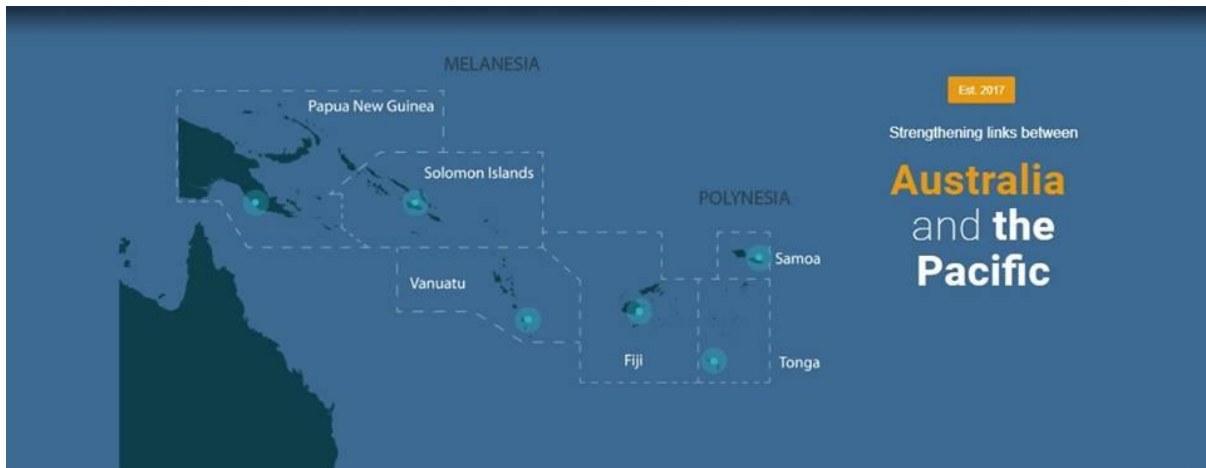 MELANESIA
Papua New Guinea
Solomon Islands
POLYNESIA
Samoa
Vanuatu
Fiji
Tonga
Est. 2017
Strengthening links between
Australia
and the
Pacific